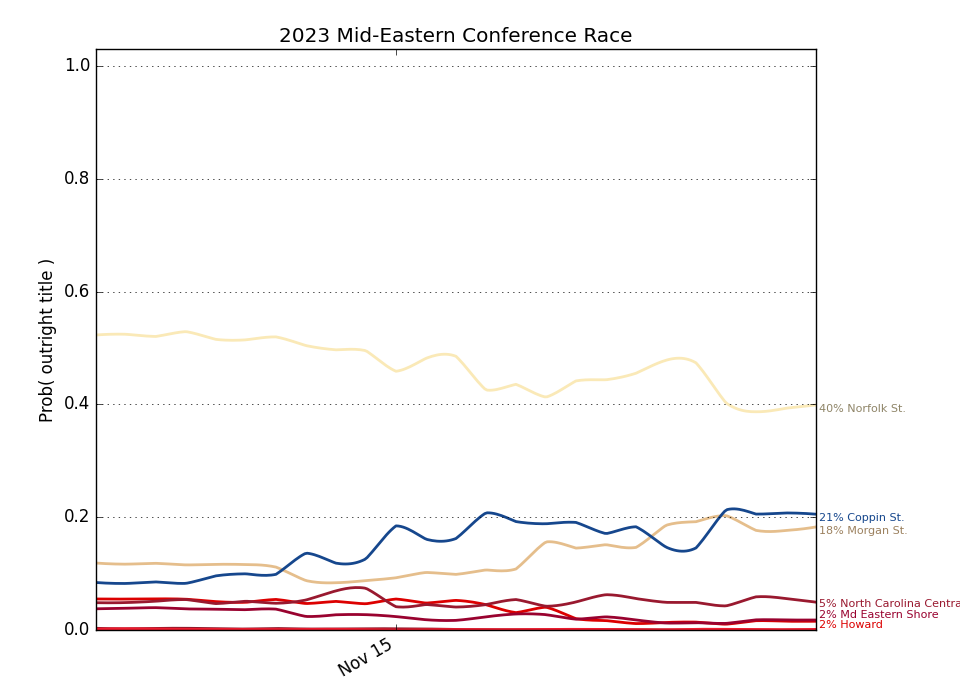 2023 Mid-Eastern Conference Race
Prob( outright title )
1.0
0.8
0.6
0.4
0.2
0.0
Nov 15
40% Norfolk St.
21% Coppin St.
18% Morgan St.
5% North Carolina Centra
2% Md Eastern Shore
2% Howard